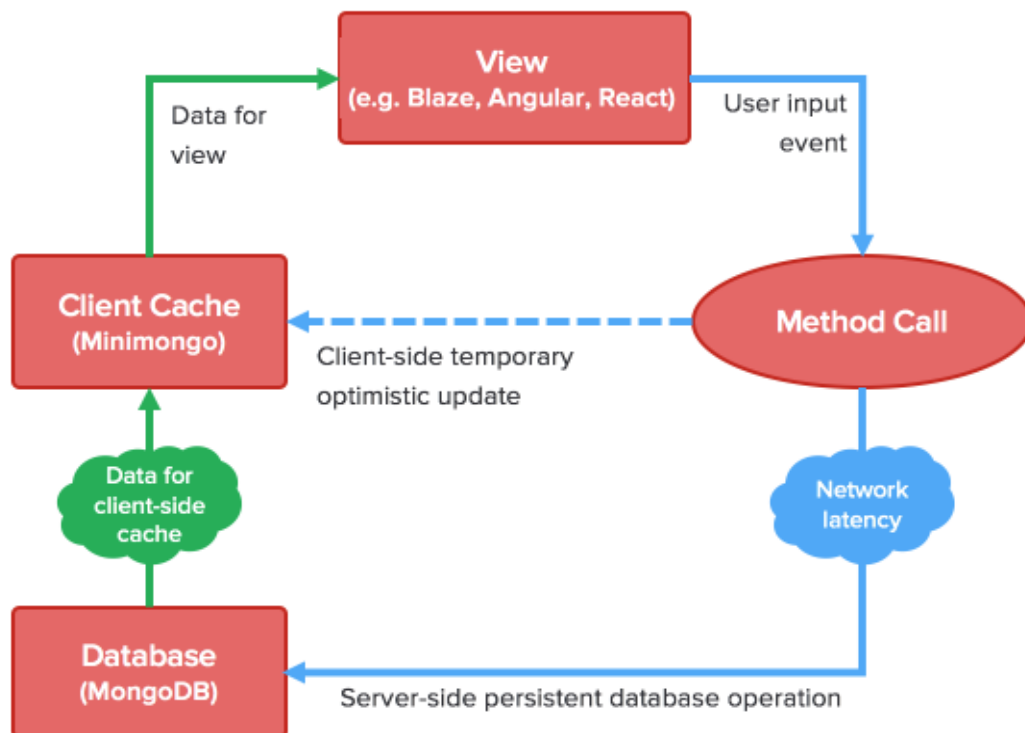 View
(e.g. Blaze, Angular, React)
Data for
view
User input
event
Client Cache
(Minimongo)
Method Call
Client-side temporary
optimistic update
Data for
client-side
cache
Network
latency
Database
(MongoDB)
Server-side persistent database operation